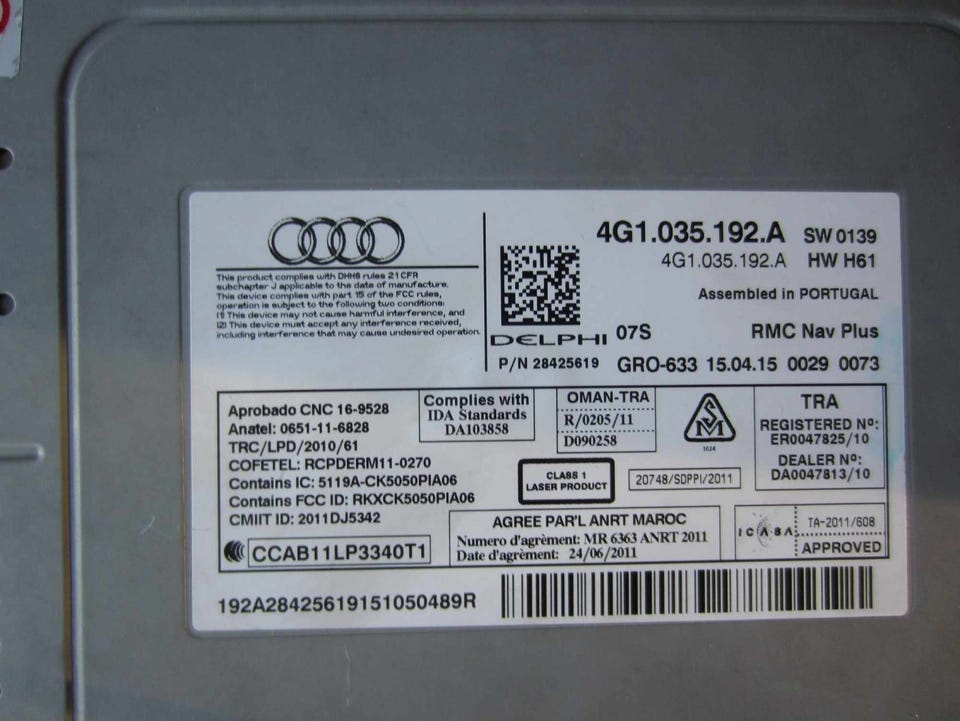 This product complies with DHHS rules 21 CFR
subchapter J applicable to the date of manufacture.
This device complies with part 15 of the FCC rules,
operation is subject to the following two conditions:
(1) This device may not cause harmful interference, and
(2) This device must accept any interference received,
including interference that may cause undesired operation.
DELPHI
P/N 28425619
4G1.035.192.A SW 0139
4G1.035.192.A HW H61
Assembled in PORTUGAL
07S RMC Nav Plus
GRO-633 15.04.15 0029 0073
Aprobado CNC 16-9528
Anatel: 0651-11-6828
TRC/LPD/2010/61
COFETEL: RCPDERM11-0270
Contains IC: 5119A-CK5050PIA06
Contains FCC ID: RKXCK5050PIA06
CMIIT ID: 2011DJ5342
CCAB11LP3340T1
Complies with
IDA Standards
DA103858
OMAN-TRA
R/0205/11
D090258
CLASS 1
LASER PRODUCT
SM
1024
20748/SDPPI/2011
TRA
REGISTERED Nº:
ER0047825/10
DEALER Nº:
DA0047813/10
AGREE PAR'L ANRT MAROC
Numero d'agrément: MR 6363 ANRT 2011
Date d'agrément: 24/06/2011
ICASA
TA-2011/608
APPROVED
192A28425619151050489R